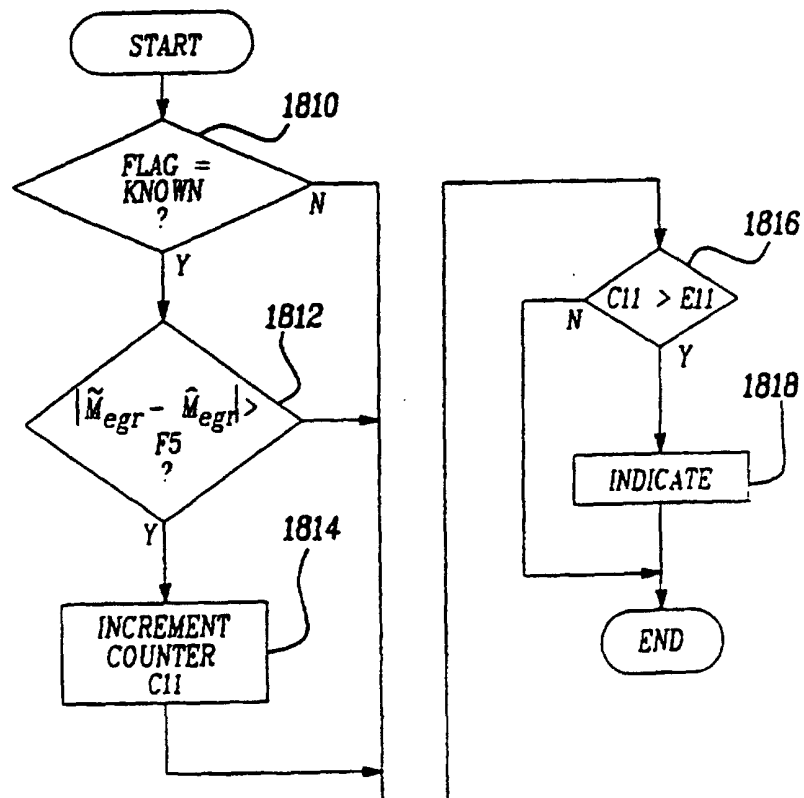 START
1810
FLAG =
KNOWN
?
N
Y
1812
|M̃egr - M̂egr| >
F5
?
Y
1814
INCREMENT
COUNTER
C11
1816
C11 > E11
N
Y
1818
INDICATE
END